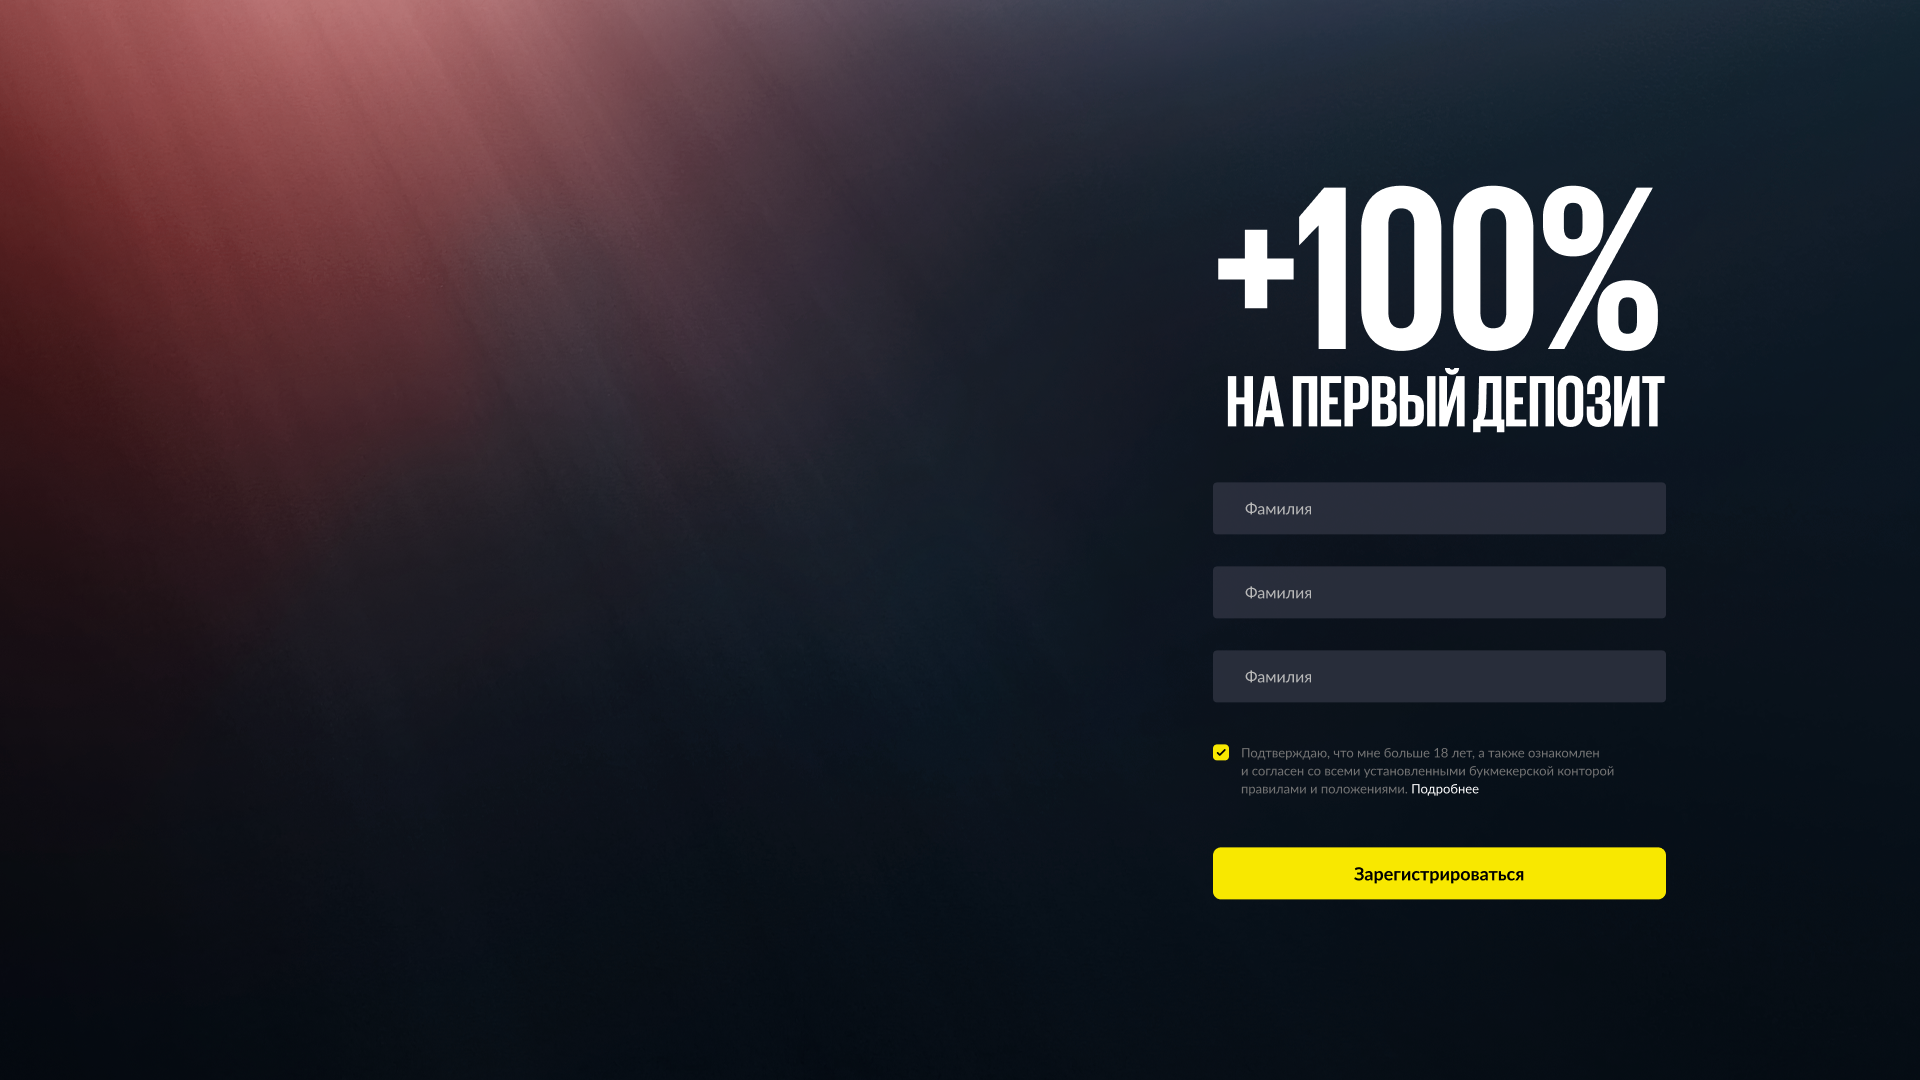 +100%
НА ПЕРВЫЙ ДЕПОЗИТ
Фамилия
Фамилия
Фамилия
Подтверждаю, что мне больше 18 лет, а также ознакомлен
и согласен со всеми установленными букмекерской конторой
правилами и положениями. Подробнее
Зарегистрироваться